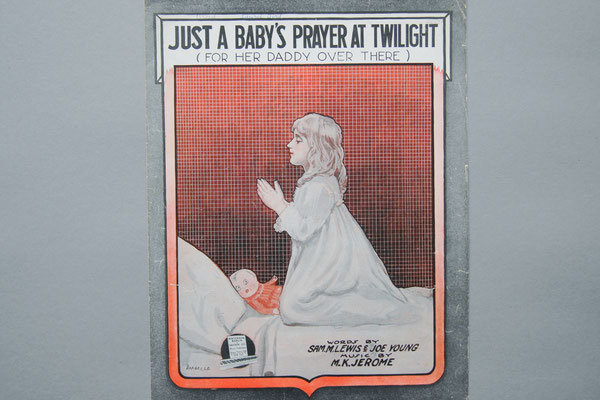 JUST A BABY'S PRAYER AT TWILIGHT
( FOR HER DADDY OVER THERE )
WORDS BY
SAM. M. LEWIS & JOE YOUNG
MUSIC BY
M.K. JEROME